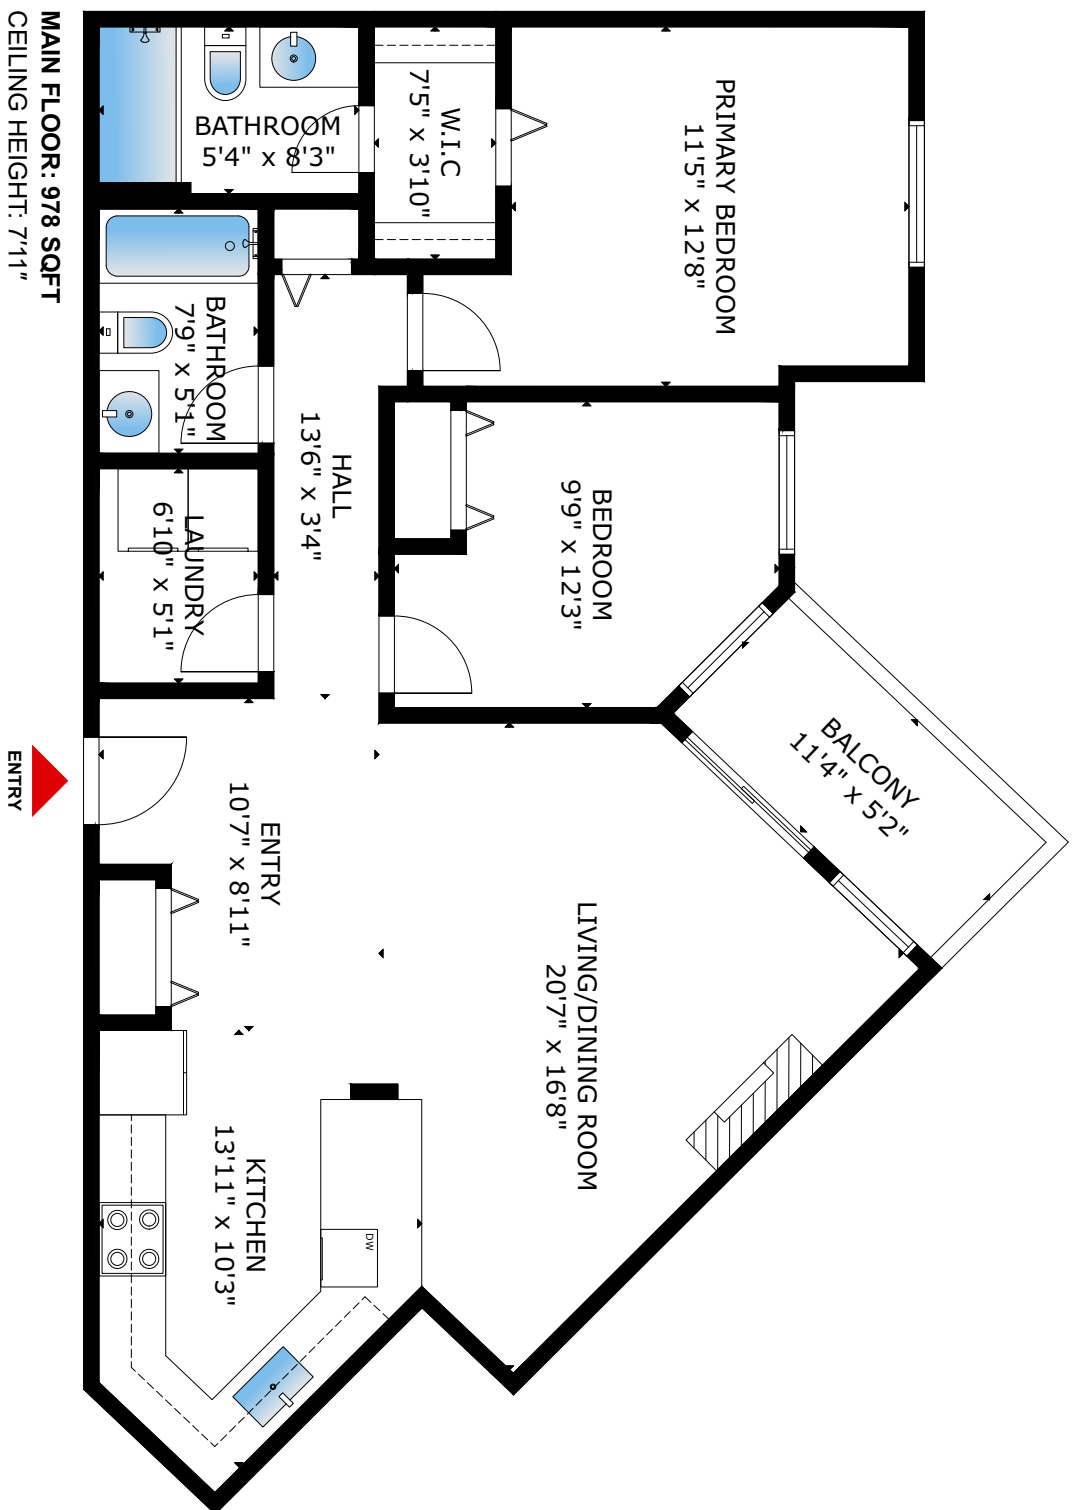 MAIN FLOOR: 978 SQFT
CEILING HEIGHT: 7'11"
BATHROOM
5'4" x 8'3"
W.I.C
7'5" x 3'10"
PRIMARY BEDROOM
11'5" x 12'8"
BATHROOM
7'9" x 5'1"
HALL
13'6" x 3'4"
BEDROOM
9'9" x 12'3"
LAUNDRY
6'10" x 5'1"
BALCONY
11'4" x 5'2"
ENTRY
ENTRY
10'7" x 8'11"
LIVING/DINING ROOM
20'7" x 16'8"
KITCHEN
13'11" x 10'3"
DW